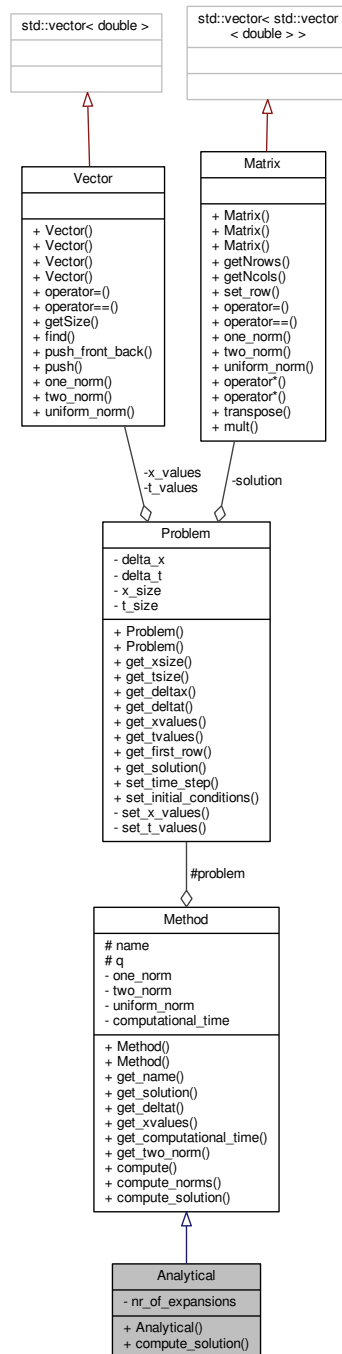 std::vector< double >
std::vector< std::vector
< double > >
Vector
+ Vector()
+ Vector()
+ Vector()
+ Vector()
+ operator=()
+ operator==()
+ getSize()
+ find()
+ push_front_back()
+ push()
+ one_norm()
+ two_norm()
+ uniform_norm()
Matrix
+ Matrix()
+ Matrix()
+ Matrix()
+ getNrows()
+ getNcols()
+ set_row()
+ operator=()
+ operator==()
+ one_norm()
+ two_norm()
+ uniform_norm()
+ operator*()
+ operator*()
+ transpose()
+ mult()
-x_values
-t_values
-solution
Problem
- delta_x
- delta_t
- x_size
- t_size
+ Problem()
+ Problem()
+ get_xsize()
+ get_tsize()
+ get_deltax()
+ get_deltat()
+ get_xvalues()
+ get_tvalues()
+ get_first_row()
+ get_solution()
+ set_time_step()
+ set_initial_conditions()
- set_x_values()
- set_t_values()
#problem
Method
# name
# q
- one_norm
- two_norm
- uniform_norm
- computational_time
+ Method()
+ Method()
+ get_name()
+ get_solution()
+ get_deltat()
+ get_xvalues()
+ get_computational_time()
+ get_two_norm()
+ compute()
+ compute_norms()
+ compute_solution()
Analytical
- nr_of_expansions
+ Analytical()
+ compute_solution()